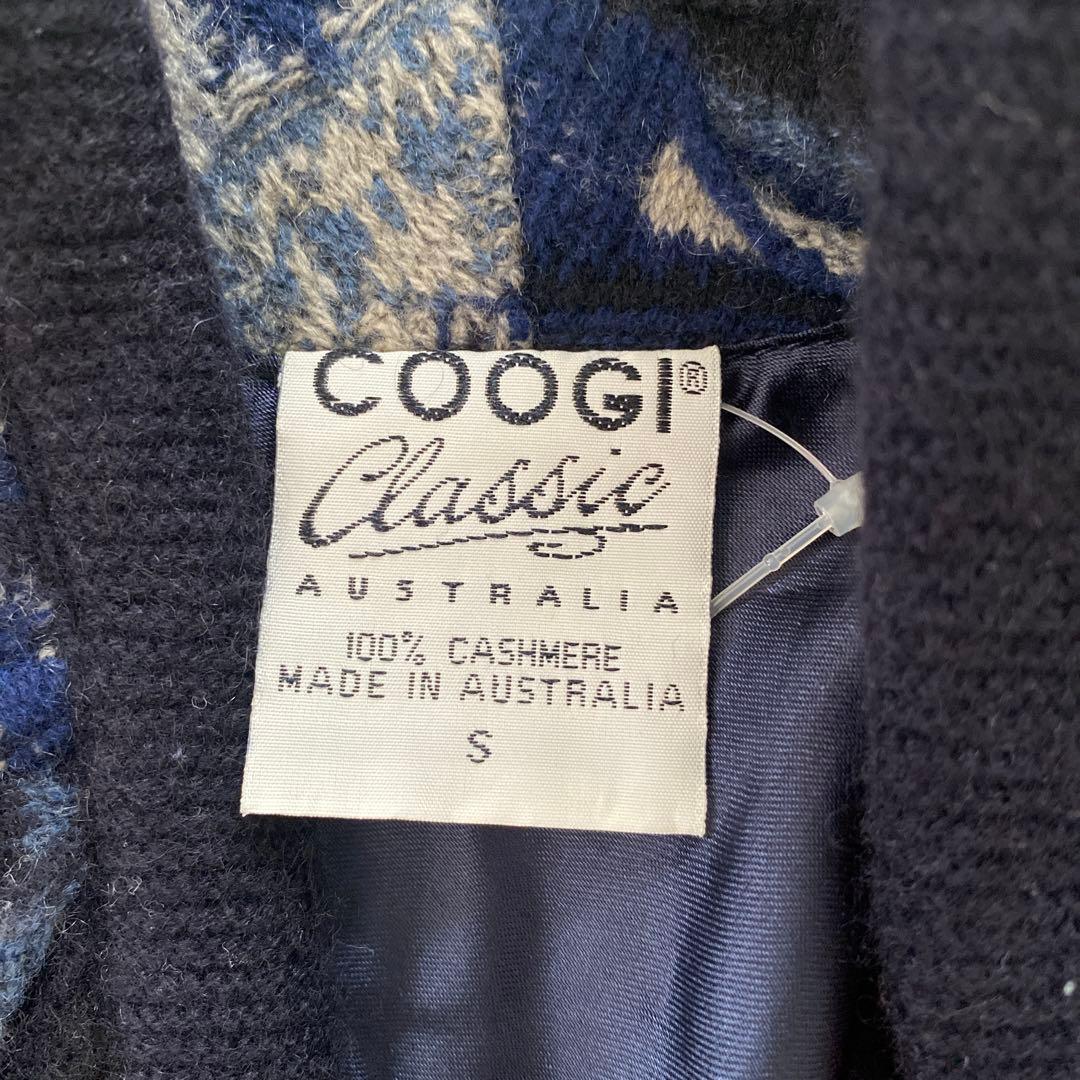 COOGI®
Classic
AUSTRALIA
100% CASHMERE
MADE IN AUSTRALIA
S